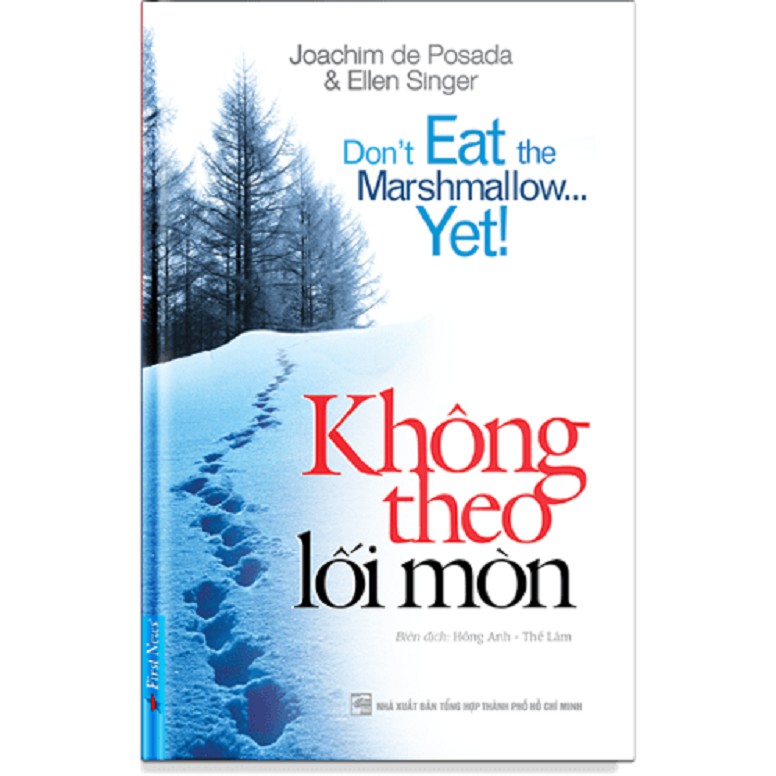 Joachim de Posada
& Ellen Singer
Don't Eat the
Marshmallow...
Yet!
Không
theo
lối mòn
Biên dịch: Hồng Anh - Thế Lâm
NHÀ XUẤT BẢN TỔNG HỢP THÀNH PHỐ HỒ CHÍ MINH
First News